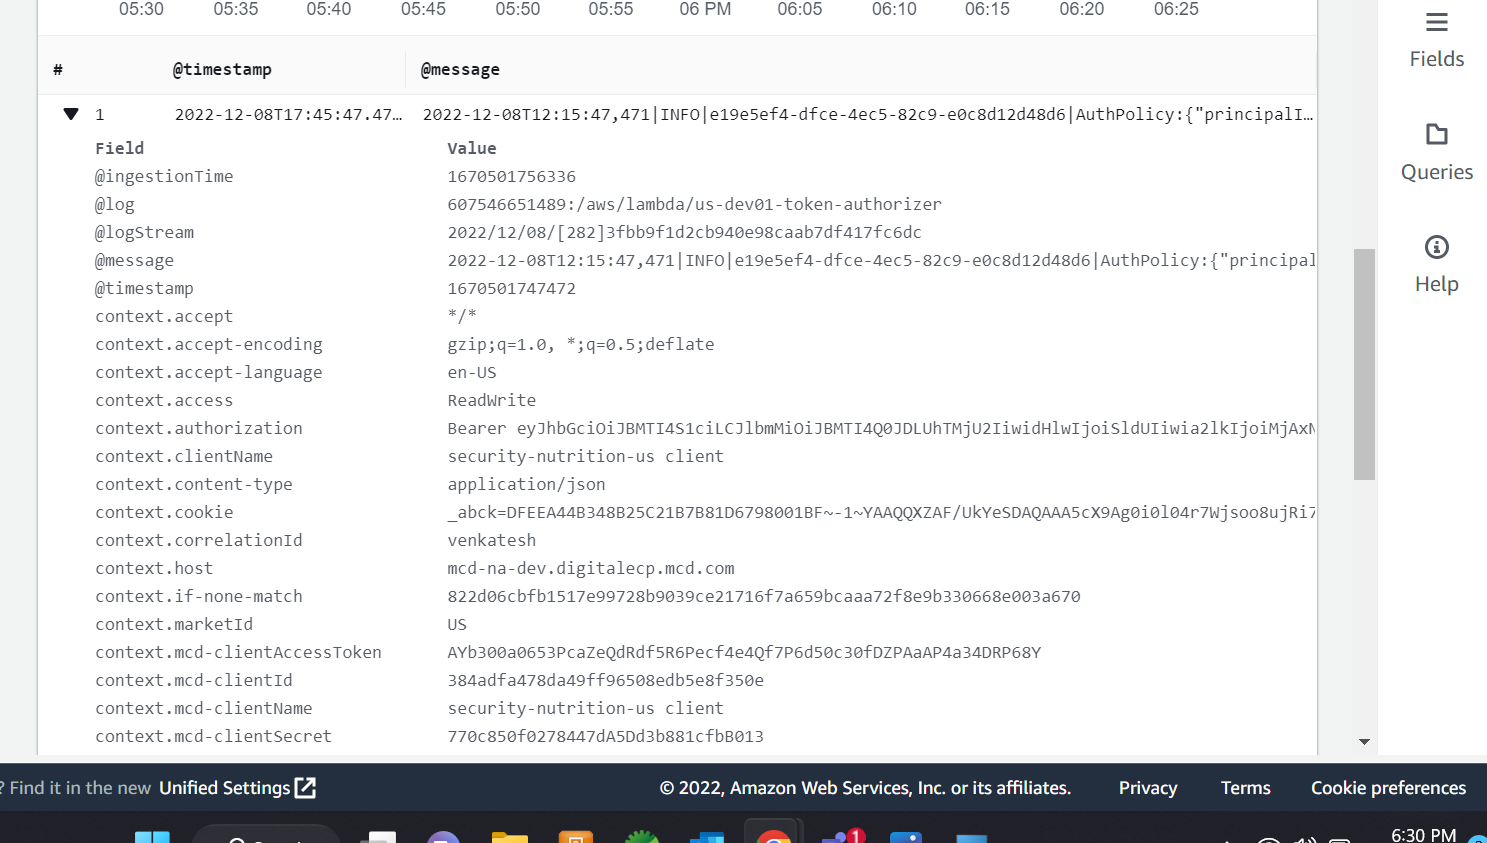 05:30 05:35 05:40 05:45 05:50 05:55 06 PM 06:05 06:10 06:15 06:20 06:25
# @timestamp @message
1 2022-12-08T17:45:47.47… 2022-12-08T12:15:47,471|INFO|e19e5ef4-dfce-4ec5-82c9-e0c8d12d48d6|AuthPolicy:{"principalI…
Field Value
@ingestionTime 1670501756336
@log 607546651489:/aws/lambda/us-dev01-token-authorizer
@logStream 2022/12/08/[282]3fbb9f1d2cb940e98caab7df417fc6dc
@message 2022-12-08T12:15:47,471|INFO|e19e5ef4-dfce-4ec5-82c9-e0c8d12d48d6|AuthPolicy:{"principal
@timestamp 1670501747472
context.accept */*
context.accept-encoding gzip;q=1.0, *;q=0.5;deflate
context.accept-language en-US
context.access ReadWrite
context.authorization Bearer eyJhbGciOiJBMTI4S1ciLCJlbmMiOiJBMTI4Q0JDLUhTMjU2IiwidHlwIjoiSldUIiwia2lkIjoiMjAxN
context.clientName security-nutrition-us client
context.content-type application/json
context.cookie _abck=DFEEA44B348B25C21B7B81D6798001BF~-1~YAAQQXZAF/UkYeSDAQAAA5cX9Ag0i0l04r7Wjsoo8ujRi7
context.correlationId venkatesh
context.host mcd-na-dev.digitalecp.mcd.com
context.if-none-match 822d06cbfb1517e99728b9039ce21716f7a659bcaaa72f8e9b330668e003a670
context.marketId US
context.mcd-clientAccessToken AYb300a0653PcaZeQdRdf5R6Pecf4e4Qf7P6d50c30fDZPAaAP4a34DRP68Y
context.mcd-clientId 384adfa478da49ff96508edb5e8f350e
context.mcd-clientName security-nutrition-us client
context.mcd-clientSecret 770c850f0278447dA5Dd3b881cfbB013
Fields
Queries
Help
? Find it in the new Unified Settings © 2022, Amazon Web Services, Inc. or its affiliates. Privacy Terms Cookie preferences
1
6:30 PM